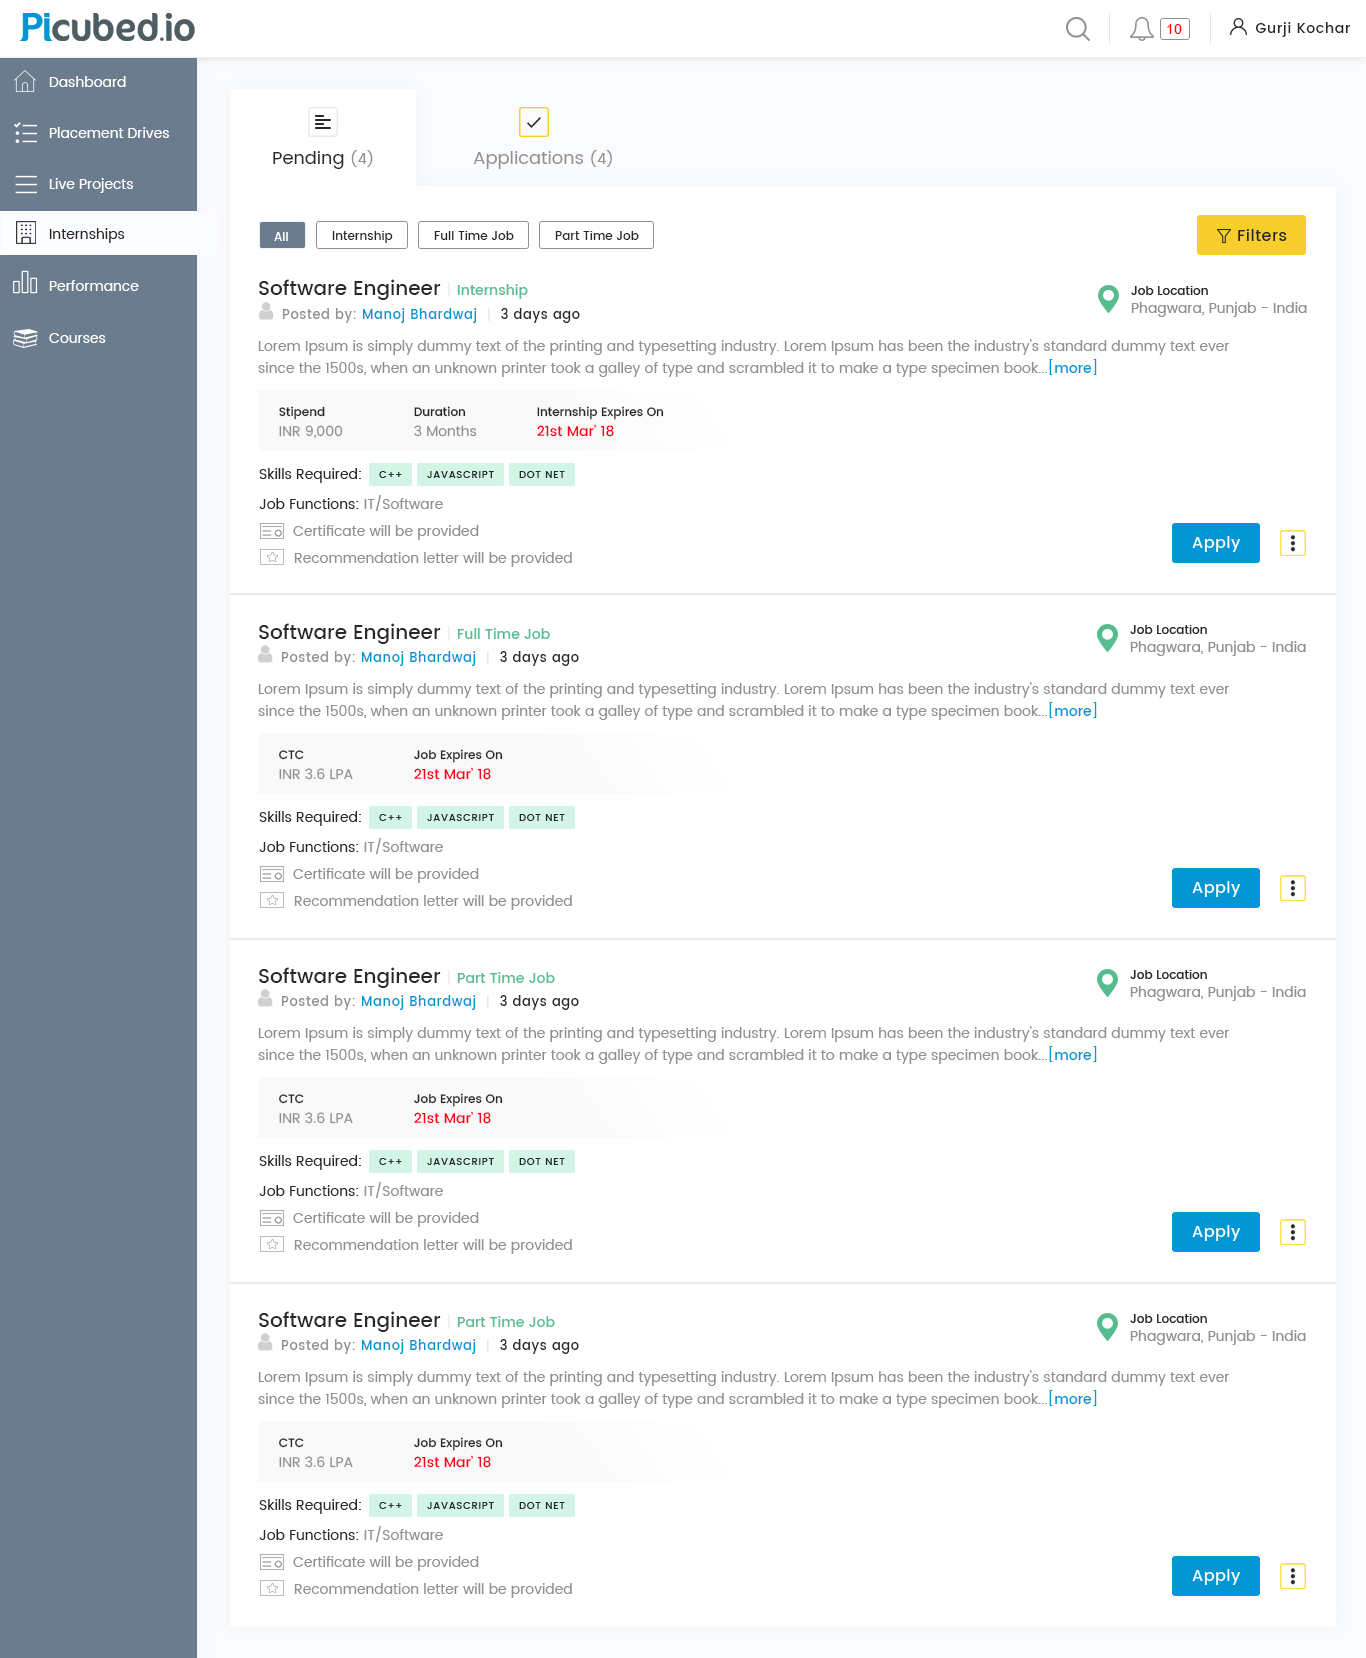 Picubed.io
10
Gurji Kochar
Dashboard
Placement Drives
Live Projects
Internships
Performance
Courses
Pending (4)
Applications (4)
All
Internship
Full Time Job
Part Time Job
Filters
Software Engineer | Internship
Job Location
Posted by: Manoj Bhardwaj | 3 days ago
Phagwara, Punjab - India
Lorem Ipsum is simply dummy text of the printing and typesetting industry. Lorem Ipsum has been the industry's standard dummy text ever
since the 1500s, when an unknown printer took a galley of type and scrambled it to make a type specimen book...[more]
Stipend Duration Internship Expires On
INR 9,000 3 Months 21st Mar' 18
Skills Required: C++ JAVASCRIPT DOT NET
Job Functions: IT/Software
Certificate will be provided
Recommendation letter will be provided
Apply
Software Engineer | Full Time Job
Job Location
Posted by: Manoj Bhardwaj | 3 days ago
Phagwara, Punjab - India
Lorem Ipsum is simply dummy text of the printing and typesetting industry. Lorem Ipsum has been the industry's standard dummy text ever
since the 1500s, when an unknown printer took a galley of type and scrambled it to make a type specimen book...[more]
CTC Job Expires On
INR 3.6 LPA 21st Mar' 18
Skills Required: C++ JAVASCRIPT DOT NET
Job Functions: IT/Software
Certificate will be provided
Recommendation letter will be provided
Apply
Software Engineer | Part Time Job
Job Location
Posted by: Manoj Bhardwaj | 3 days ago
Phagwara, Punjab - India
Lorem Ipsum is simply dummy text of the printing and typesetting industry. Lorem Ipsum has been the industry's standard dummy text ever
since the 1500s, when an unknown printer took a galley of type and scrambled it to make a type specimen book...[more]
CTC Job Expires On
INR 3.6 LPA 21st Mar' 18
Skills Required: C++ JAVASCRIPT DOT NET
Job Functions: IT/Software
Certificate will be provided
Recommendation letter will be provided
Apply
Software Engineer | Part Time Job
Job Location
Posted by: Manoj Bhardwaj | 3 days ago
Phagwara, Punjab - India
Lorem Ipsum is simply dummy text of the printing and typesetting industry. Lorem Ipsum has been the industry's standard dummy text ever
since the 1500s, when an unknown printer took a galley of type and scrambled it to make a type specimen book...[more]
CTC Job Expires On
INR 3.6 LPA 21st Mar' 18
Skills Required: C++ JAVASCRIPT DOT NET
Job Functions: IT/Software
Certificate will be provided
Recommendation letter will be provided
Apply